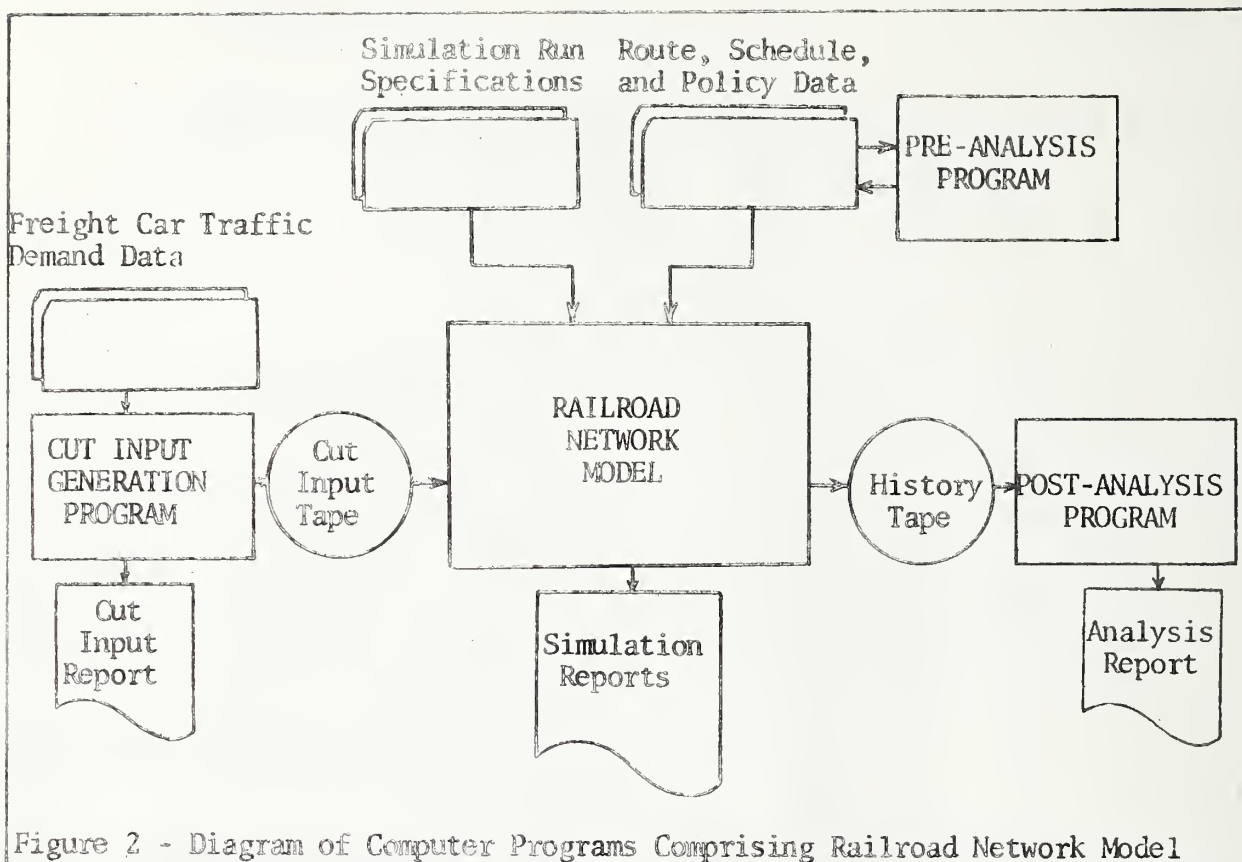 Simulation Run
Specifications
Route, Schedule,
and Policy Data
PRE-ANALYSIS
PROGRAM
Freight Car Traffic
Demand Data
CUT INPUT
GENERATION
PROGRAM
Cut
Input
Tape
RAILROAD
NETWORK
MODEL
History
Tape
POST-ANALYSIS
PROGRAM
Cut
Input
Report
Simulation
Reports
Analysis
Report
Figure 2 - Diagram of Computer Programs Comprising Railroad Network Model